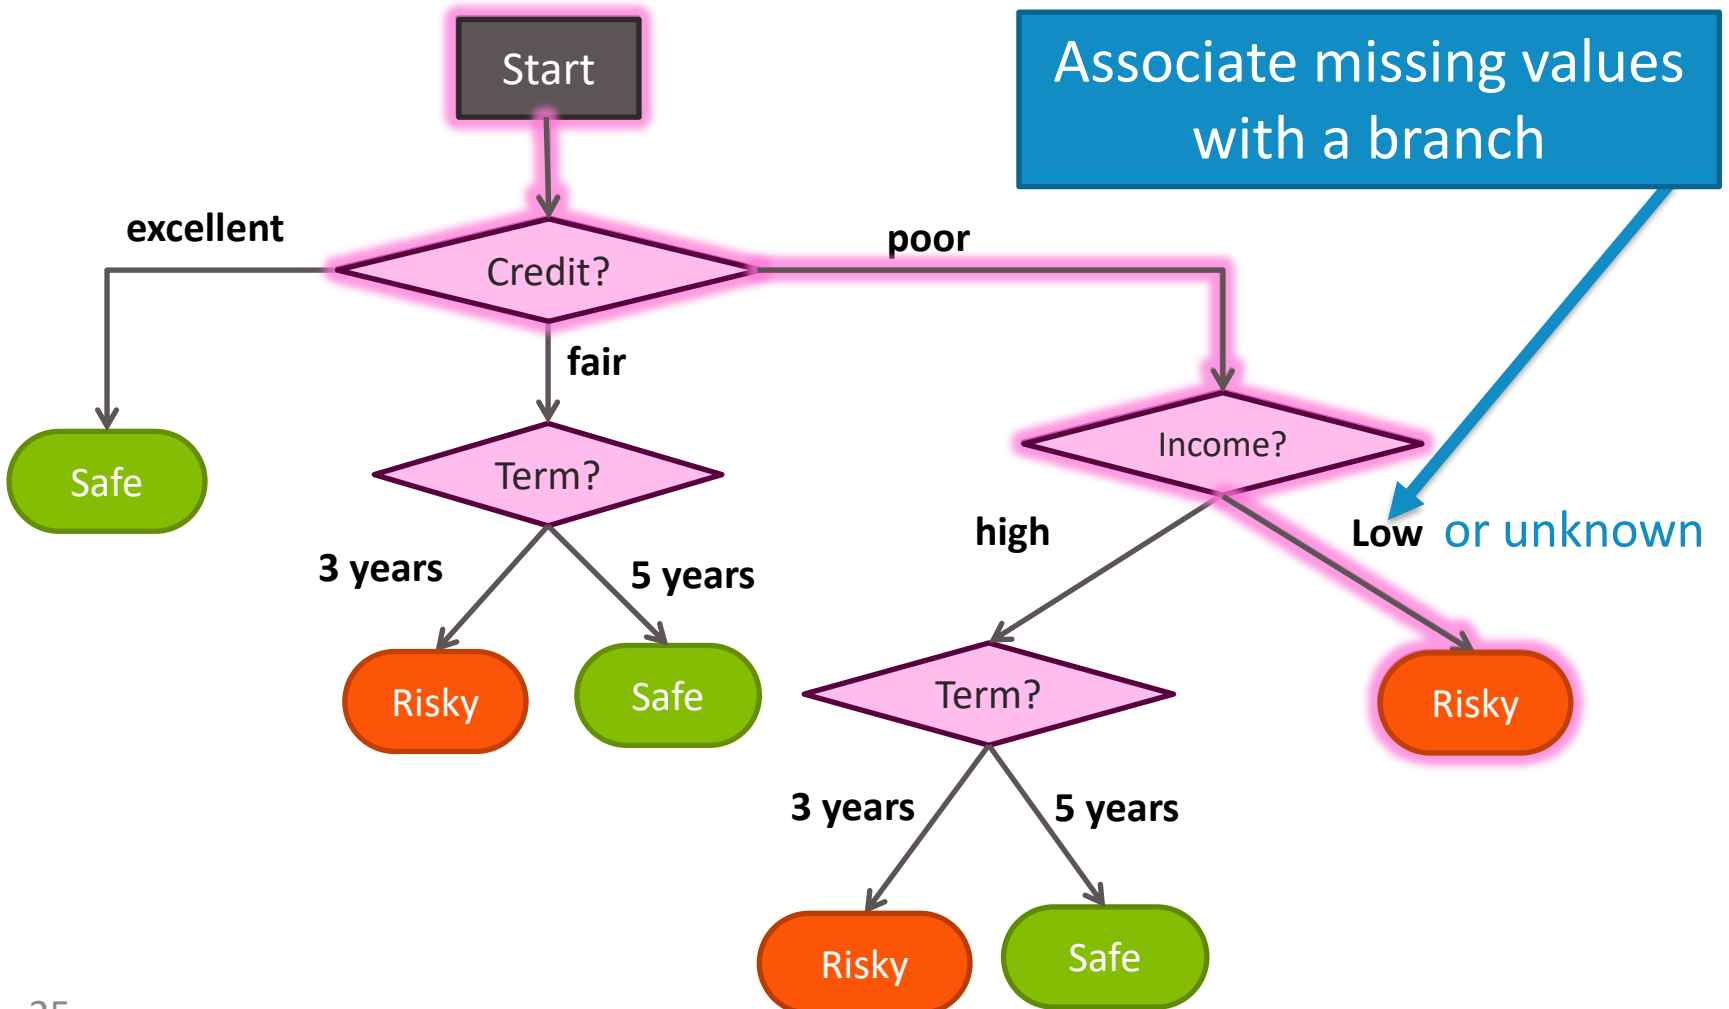 Start
Associate missing values
with a branch
excellent
poor
Credit?
fair
Income?
Safe
Term?
high
Low or unknown
3 years
5 years
Risky
Safe
Term?
Risky
3 years
5 years
Risky
Safe